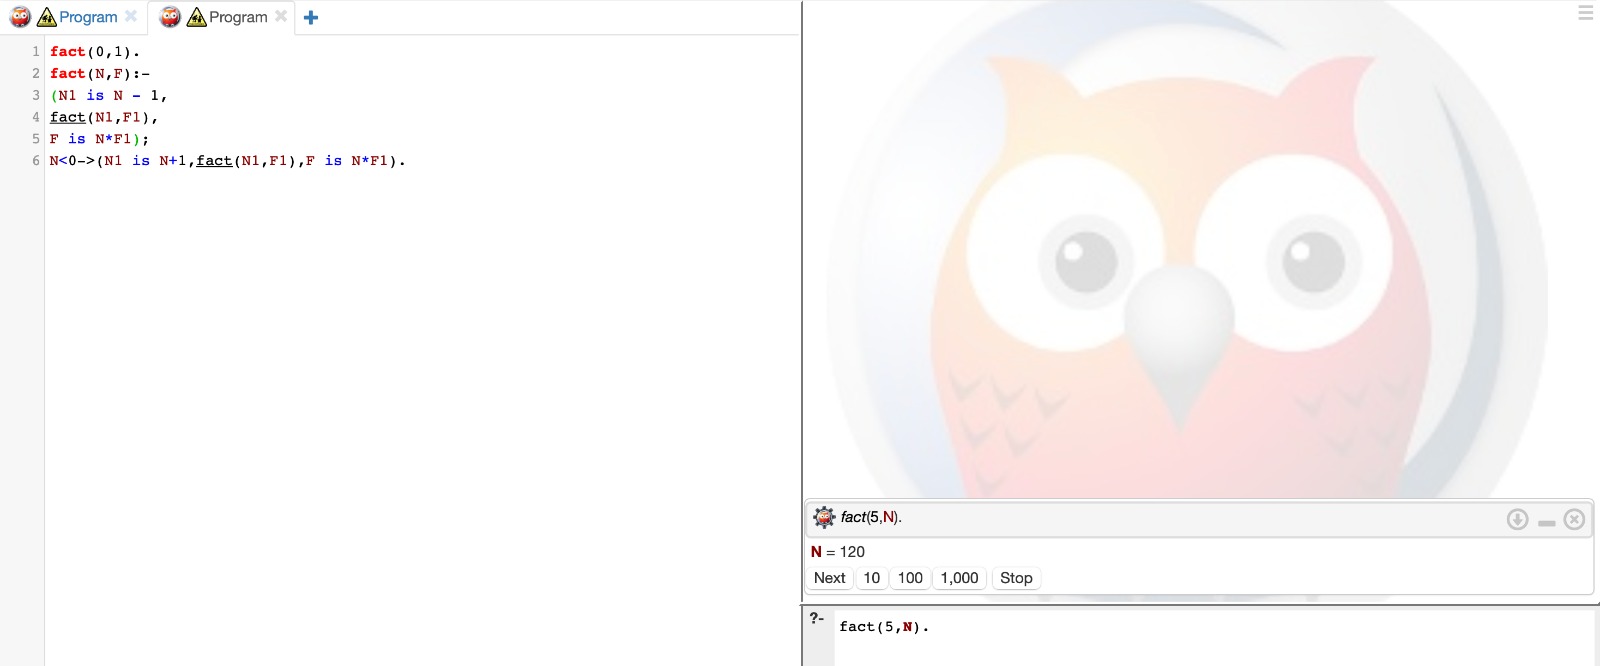 Program Program
1 fact(0,1).
2 fact(N,F):-
3 (N1 is N - 1,
4 fact(N1,F1),
5 F is N*F1);
6 N<0->(N1 is N+1,fact(N1,F1),F is N*F1).
fact(5,N).
N = 120
Next 10 100 1,000 Stop
?- fact(5,N).